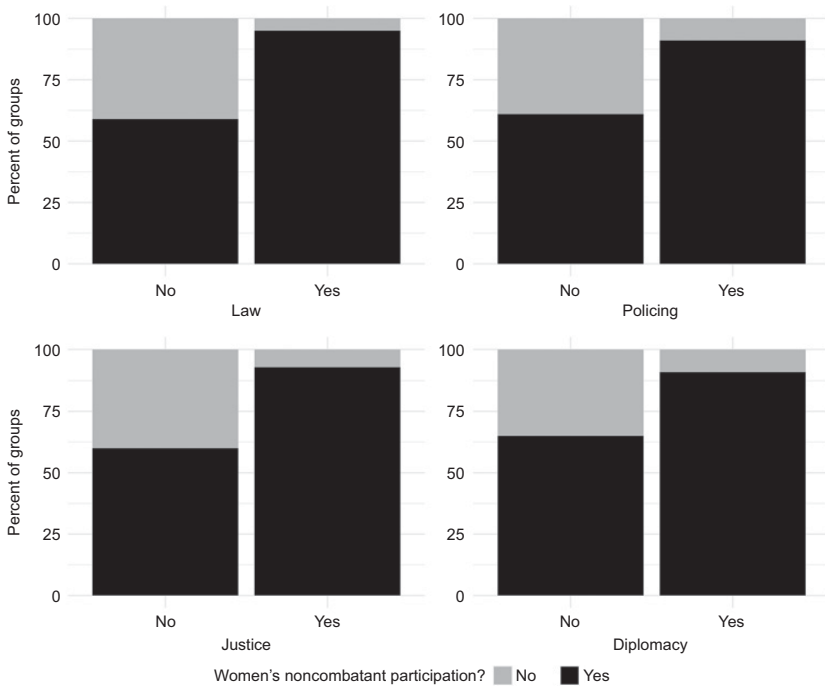 100
75
50
25
0
Percent of groups
No Yes
Law
100
75
50
25
0
No Yes
Policing
100
75
50
25
0
Percent of groups
No Yes
Justice
100
75
50
25
0
No Yes
Diplomacy
Women's noncombatant participation? No Yes